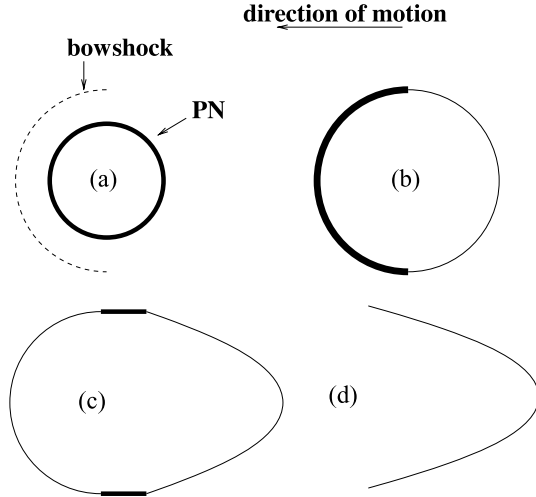 direction of motion
bowshock
PN
(a)
(b)
(c)
(d)